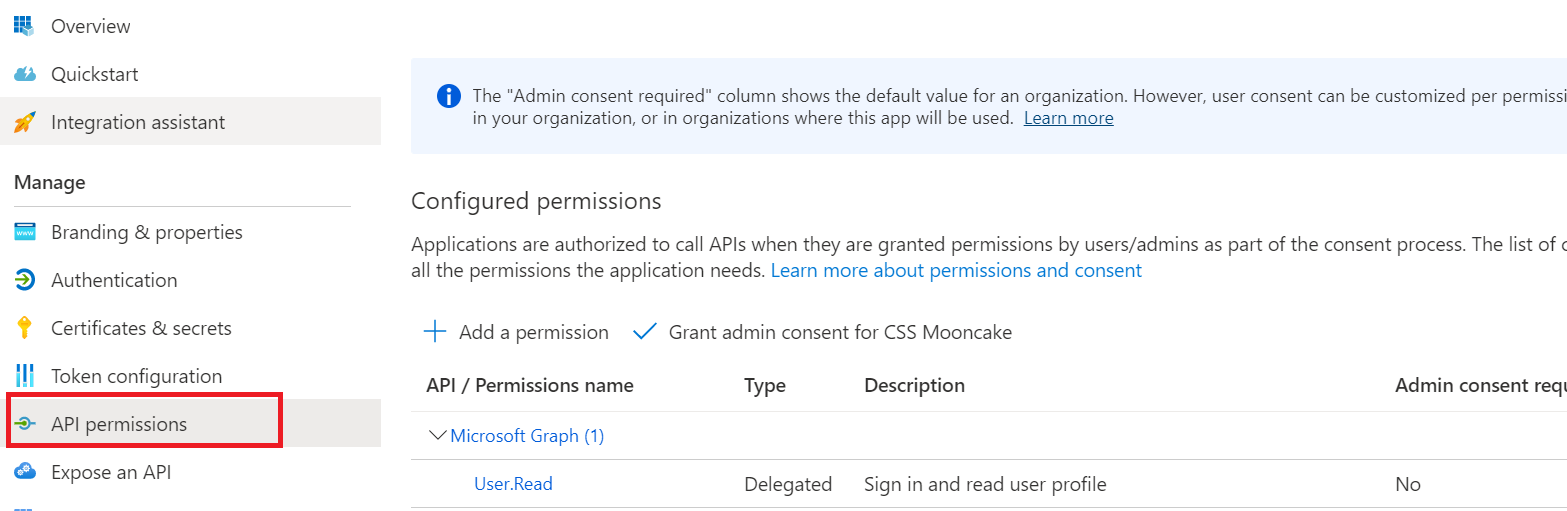 Overview
Quickstart
Integration assistant
Manage
Branding & properties
Authentication
Certificates & secrets
Token configuration
API permissions
Expose an API
The "Admin consent required" column shows the default value for an organization. However, user consent can be customized per
in your organization, or in organizations where this app will be used. Learn more
Configured permissions
Applications are authorized to call APIs when they are granted permissions by users/admins as part of the consent process. The list of
all the permissions the application needs. Learn more about permissions and consent
Add a permission
Grant admin consent for CSS Mooncake
API / Permissions name Type Description Admin consent
Microsoft Graph (1)
User.Read Delegated Sign in and read user profile No